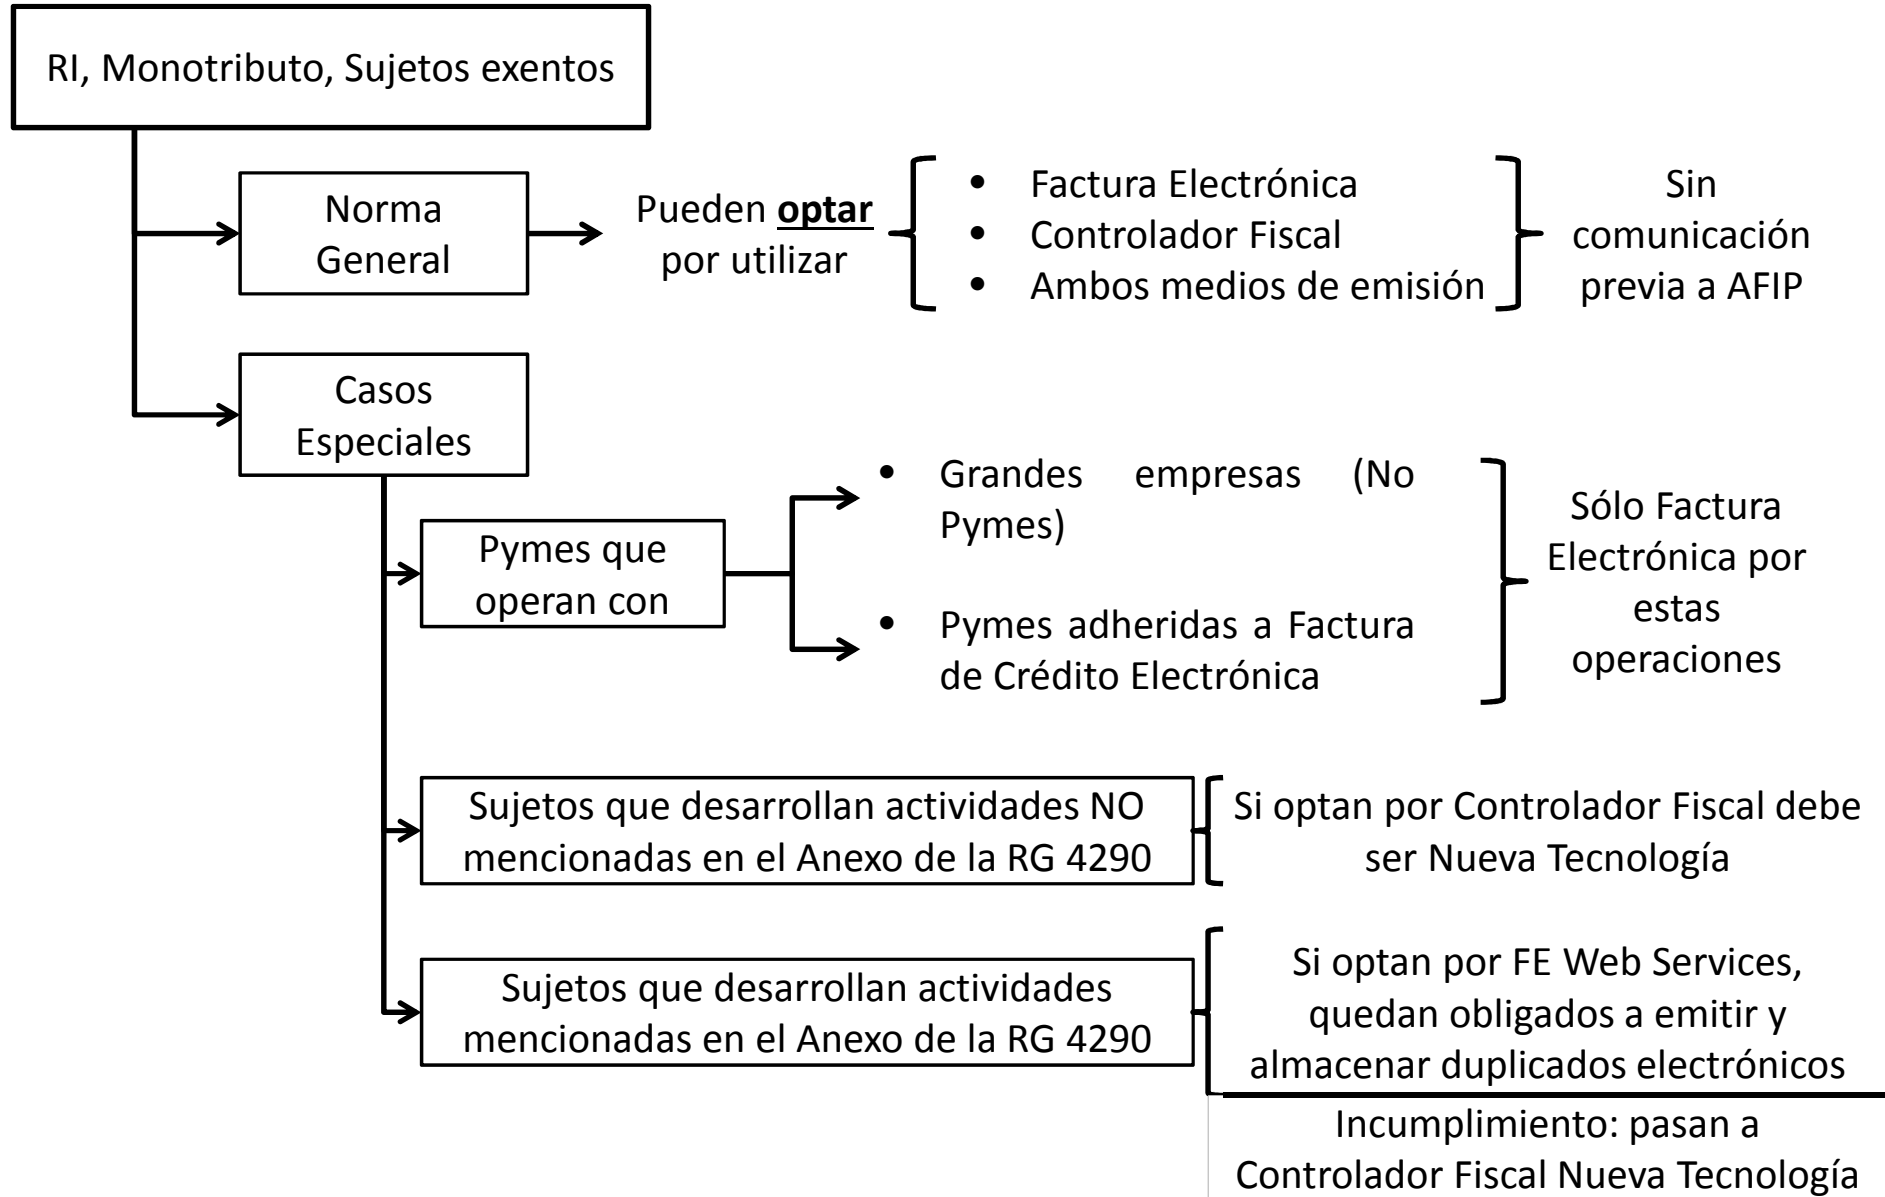 RI, Monotributo, Sujetos exentos
Norma
General
Pueden optar
por utilizar
• Factura Electrónica
• Controlador Fiscal
• Ambos medios de emisión
Sin
comunicación
previa a AFIP
Casos
Especiales
Pymes que
operan con
• Grandes empresas (No
Pymes)
• Pymes adheridas a Factura
de Crédito Electrónica
Sólo Factura
Electrónica por
estas
operaciones
Sujetos que desarrollan actividades NO
mencionadas en el Anexo de la RG 4290
Si optan por Controlador Fiscal debe
ser Nueva Tecnología
Sujetos que desarrollan actividades
mencionadas en el Anexo de la RG 4290
Si optan por FE Web Services,
quedan obligados a emitir y
almacenar duplicados electrónicos
Incumplimiento: pasan a
Controlador Fiscal Nueva Tecnología